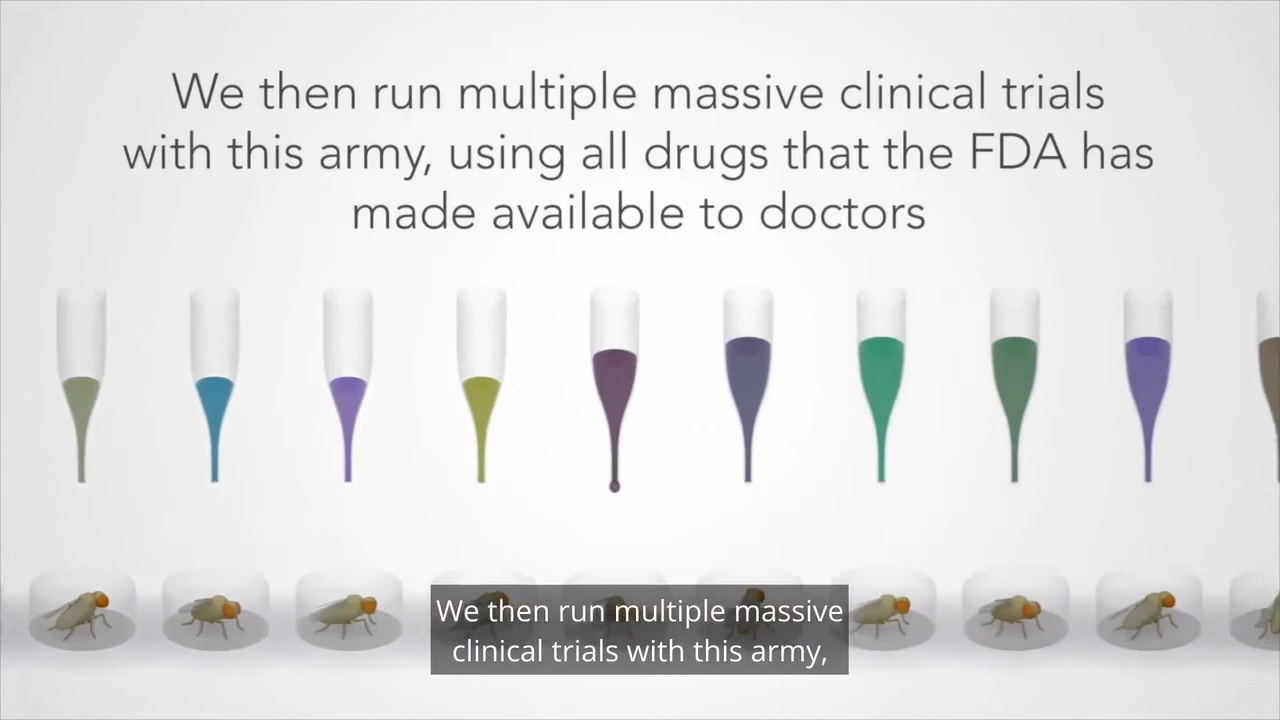 We then run multiple massive clinical trials
with this army, using all drugs that the FDA has
made available to doctors
We then run multiple massive
clinical trials with this army,